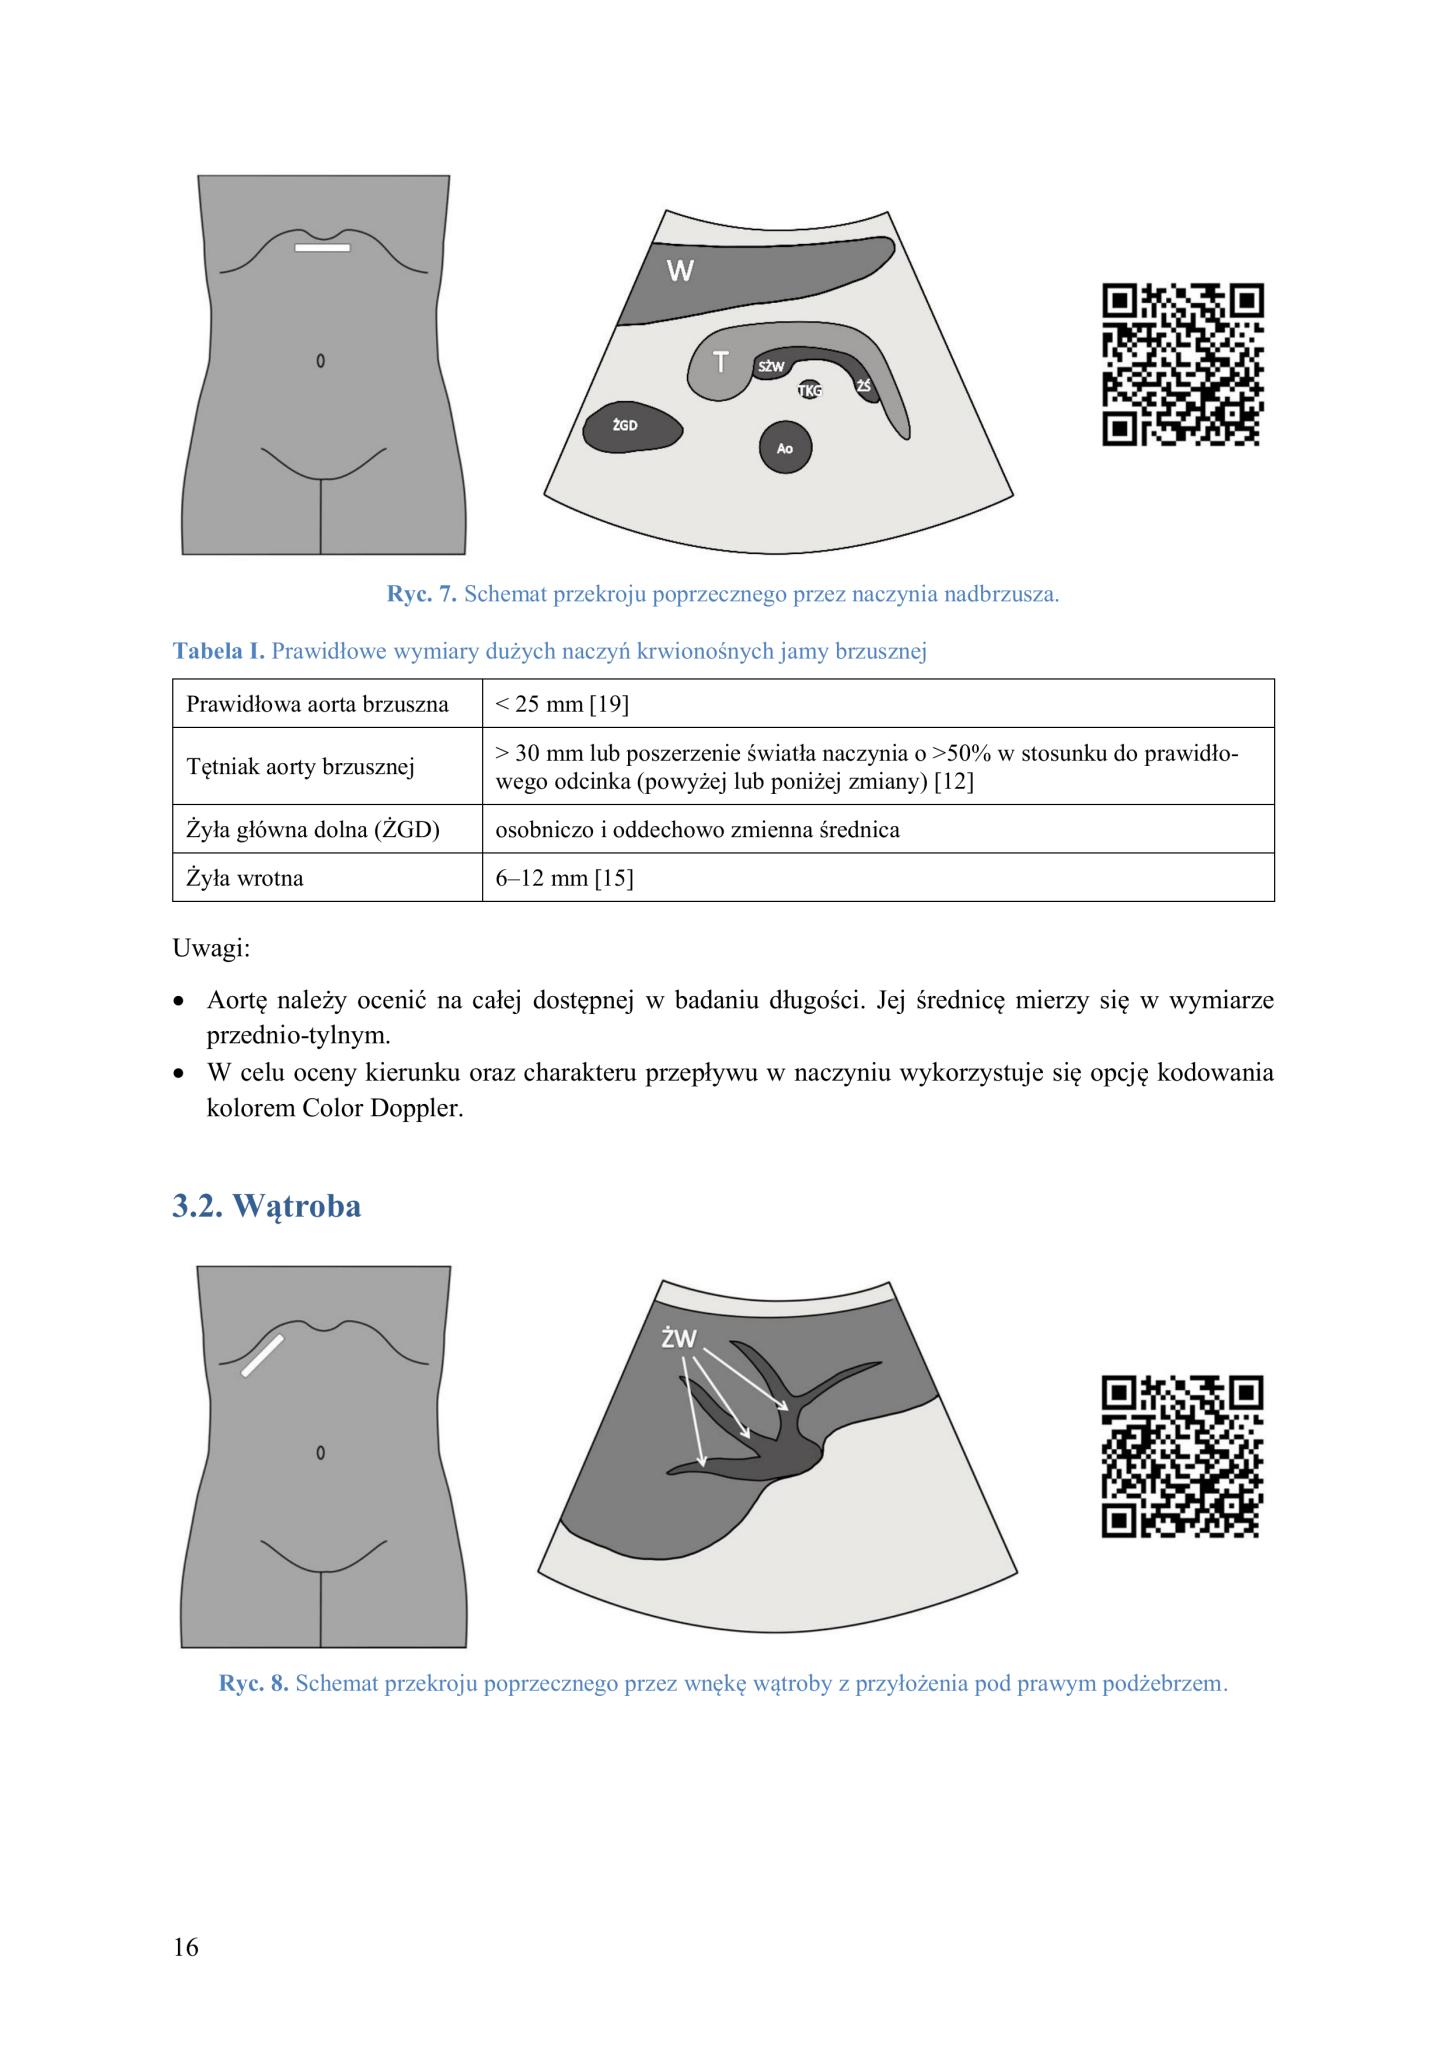 W
T
SŻW
TKG
ŻŚ
ŻGD
Ao
Ryc. 7. Schemat przekroju poprzecznego przez naczynia nadbrzusza.
Tabela I. Prawidłowe wymiary dużych naczyń krwionośnych jamy brzusznej
Prawidłowa aorta brzuszna
< 25 mm [19]
Tętniak aorty brzusznej
> 30 mm lub poszerzenie światła naczynia o >50% w stosunku do prawidło-
wego odcinka (powyżej lub poniżej zmiany) [12]
Żyła główna dolna (ŻGD)
osobniczo i oddechowo zmienna średnica
Żyła wrotna
6–12 mm [15]
Uwagi:
• Aortę należy ocenić na całej dostępnej w badaniu długości. Jej średnicę mierzy się w wymiarze
przednio-tylnym.
• W celu oceny kierunku oraz charakteru przepływu w naczyniu wykorzystuje się opcję kodowania
kolorem Color Doppler.
3.2. Wątroba
ŻW
Ryc. 8. Schemat przekroju poprzecznego przez wnękę wątroby z przyłożenia pod prawym podżebrzem.
16